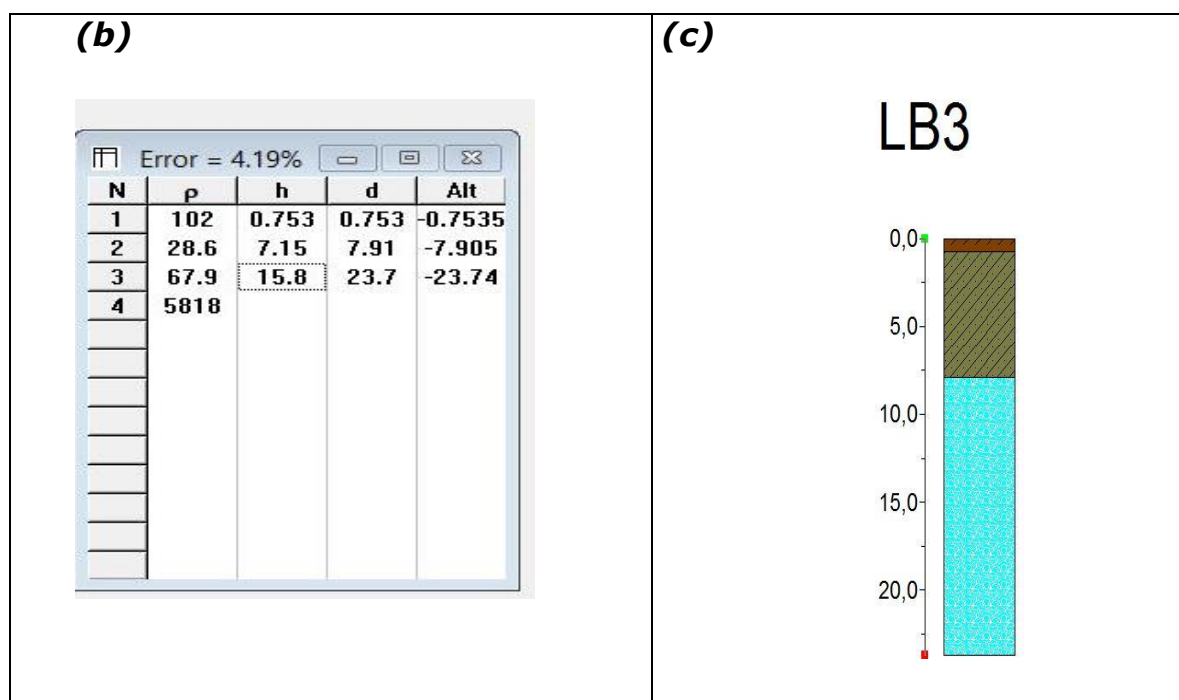 (b)
Error = 4.19%
N ρ h d Alt
1 102 0.753 0.753 -0.7535
2 28.6 7.15 7.91 -7.905
3 67.9 15.8 23.7 -23.74
4 5818
(c)
LB3
0,0
5,0
10,0
15,0
20,0